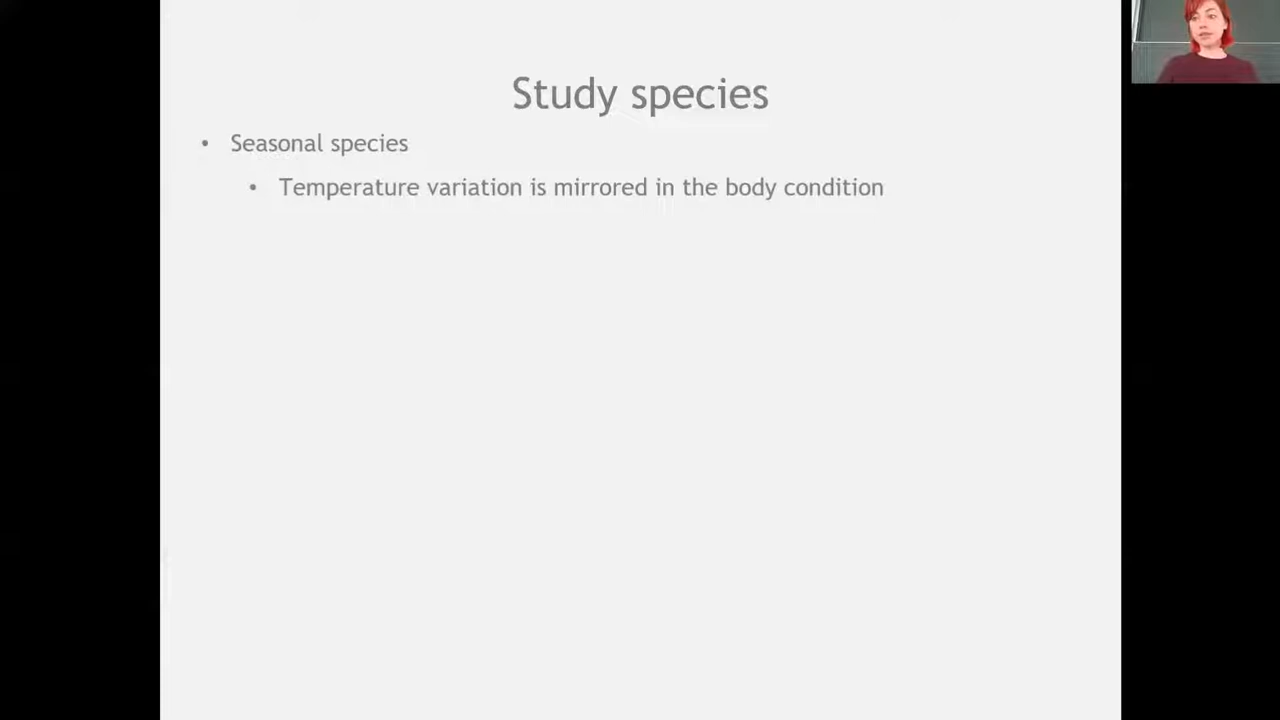 Study species
• Seasonal species
• Temperature variation is mirrored in the body condition